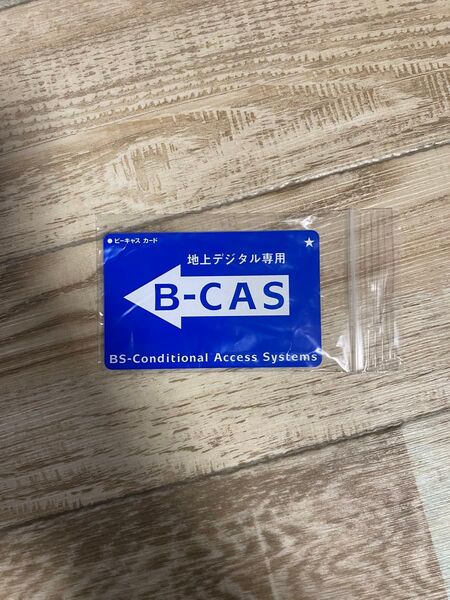 ●ビーキャス カード
★
地上デジタル専用
B-CAS
BS-Conditional Access Systems